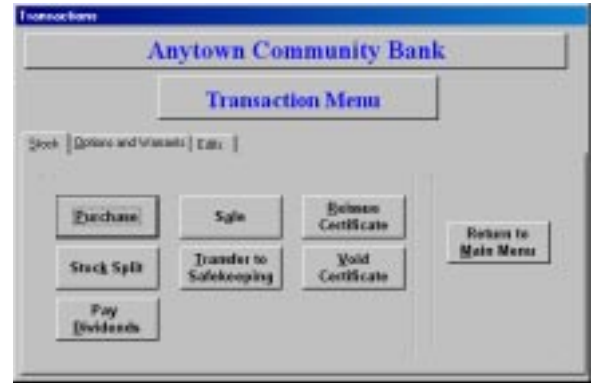 Transactions
Anytown Community Bank
Transaction Menu
Stock Options and Warrants Edits
Purchase
Sale
Reissue
Certificate
Stock Split
Transfer to
Safekeeping
Void
Certificate
Pay
Dividends
Return to
Main Menu